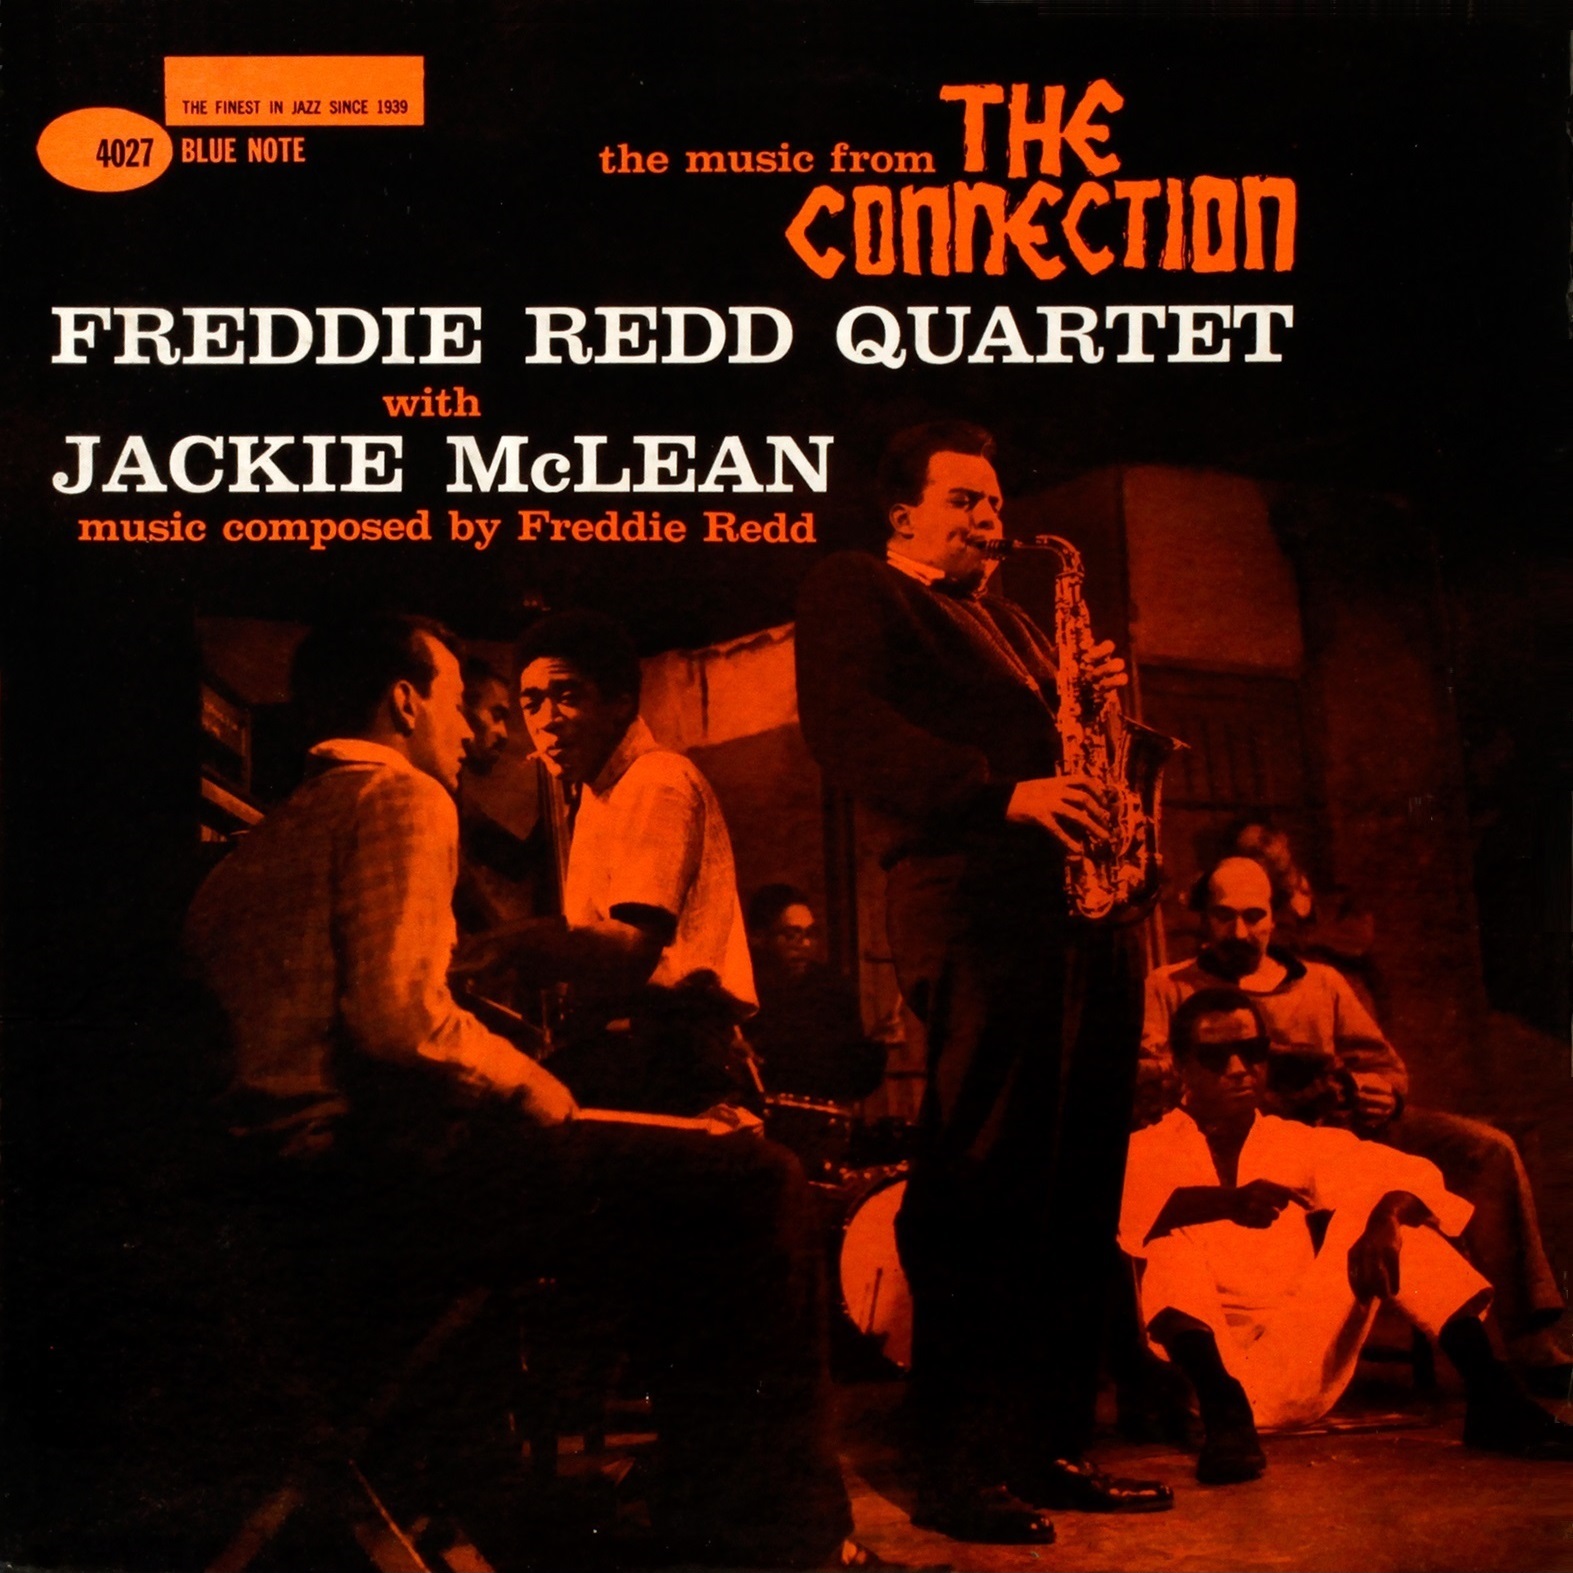 THE FINEST IN JAZZ SINCE 1939
4027 BLUE NOTE
the music from THE
CONNECTION
FREDDIE REDD QUARTET
with
JACKIE McLEAN
music composed by Freddie Redd